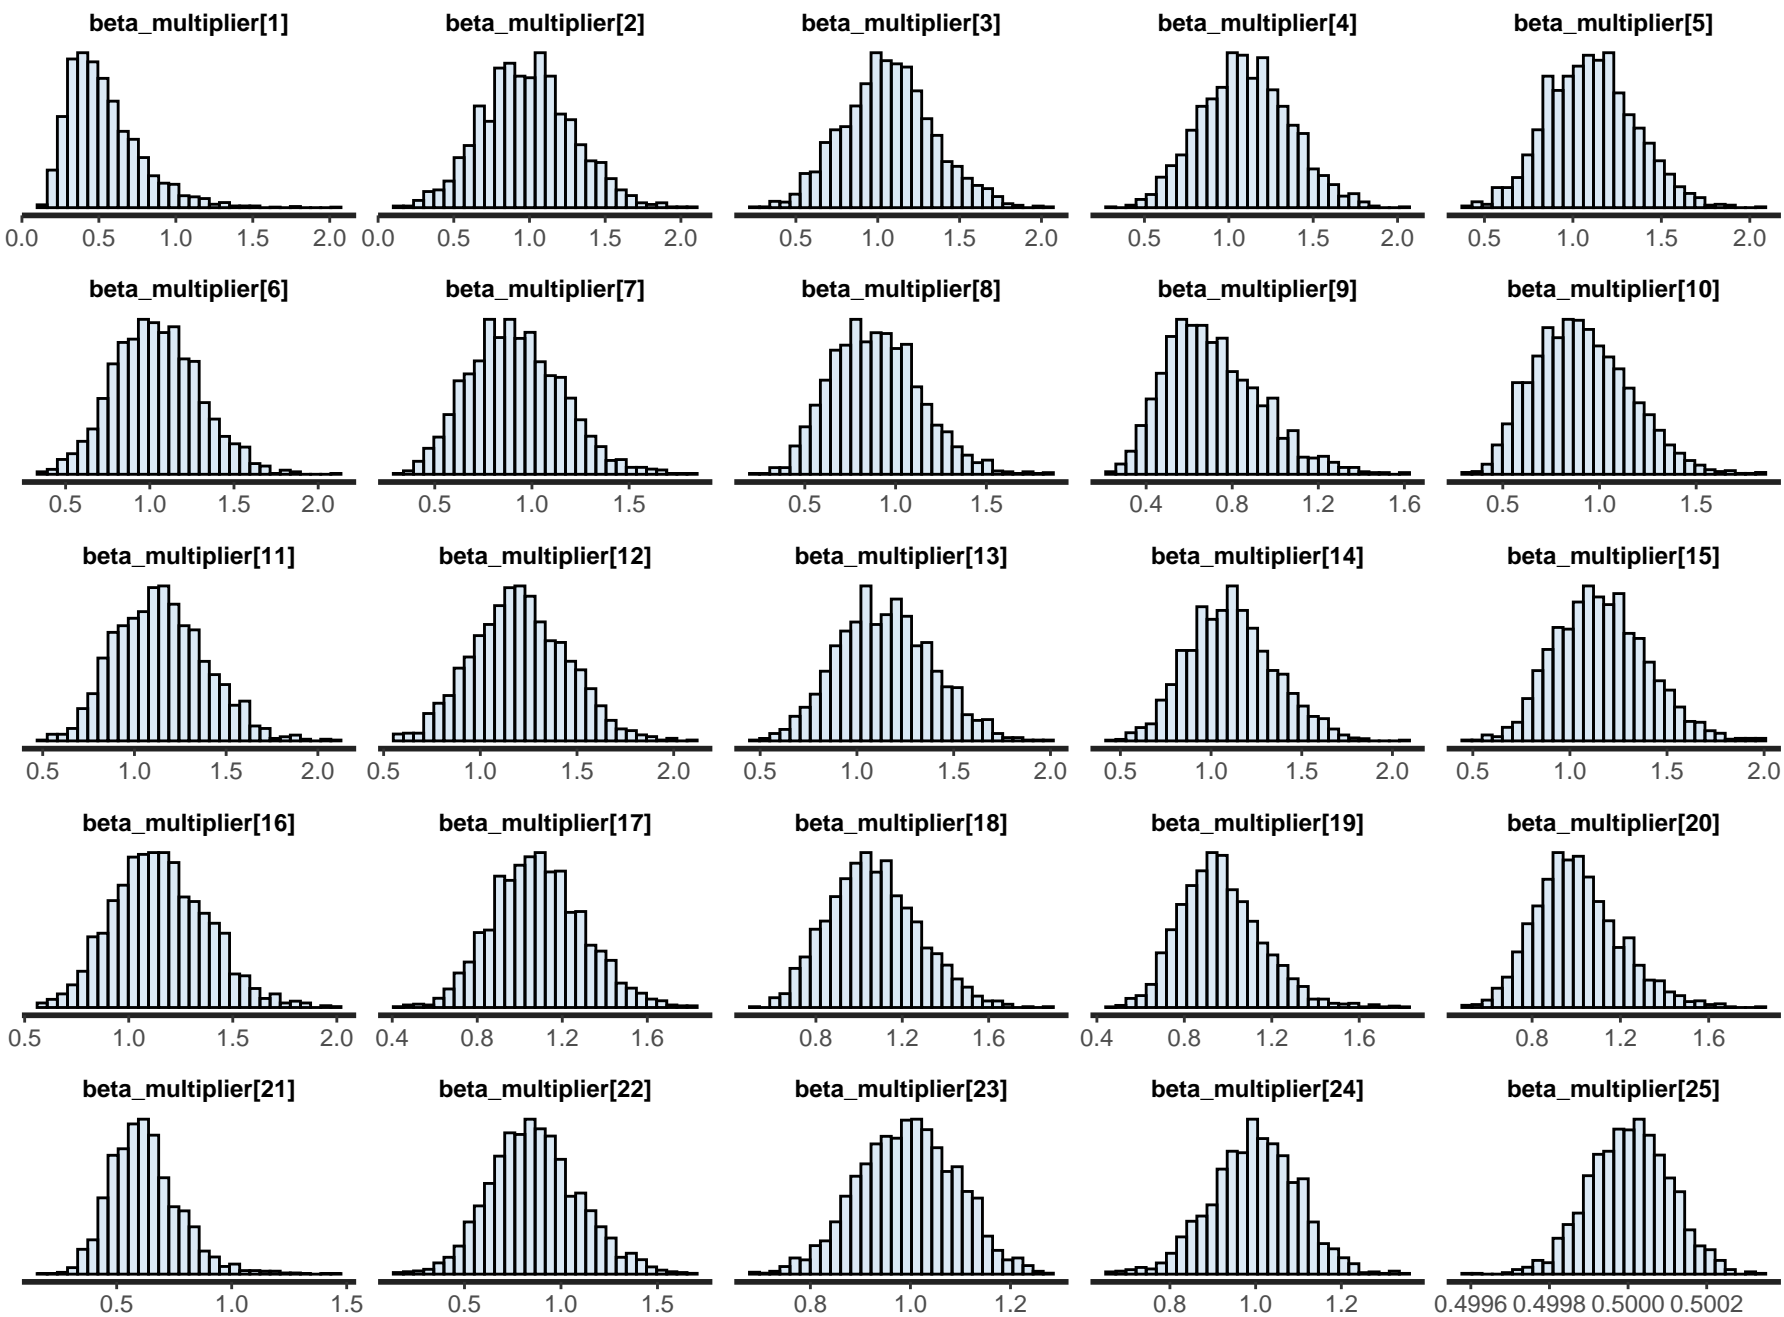 beta_multiplier[1] beta_multiplier[2] beta_multiplier[3] beta_multiplier[4] beta_multiplier[5]
0.0 0.5 1.0 1.5 2.0 0.0 0.5 1.0 1.5 2.0 0.5 1.0 1.5 2.0 0.5 1.0 1.5 2.0 0.5 1.0 1.5 2.0
beta_multiplier[6] beta_multiplier[7] beta_multiplier[8] beta_multiplier[9] beta_multiplier[10]
0.5 1.0 1.5 2.0 0.5 1.0 1.5 0.5 1.0 1.5 0.4 0.8 1.2 1.6 0.5 1.0 1.5
beta_multiplier[11] beta_multiplier[12] beta_multiplier[13] beta_multiplier[14] beta_multiplier[15]
0.5 1.0 1.5 2.0 0.5 1.0 1.5 2.0 0.5 1.0 1.5 2.0 0.5 1.0 1.5 2.0 0.5 1.0 1.5 2.0
beta_multiplier[16] beta_multiplier[17] beta_multiplier[18] beta_multiplier[19] beta_multiplier[20]
0.5 1.0 1.5 2.0 0.4 0.8 1.2 1.6 0.8 1.2 1.6 0.4 0.8 1.2 1.6 0.8 1.2 1.6
beta_multiplier[21] beta_multiplier[22] beta_multiplier[23] beta_multiplier[24] beta_multiplier[25]
0.5 1.0 1.5 0.5 1.0 1.5 0.8 1.0 1.2 0.8 1.0 1.2 0.4996 0.4998 0.5000 0.5002